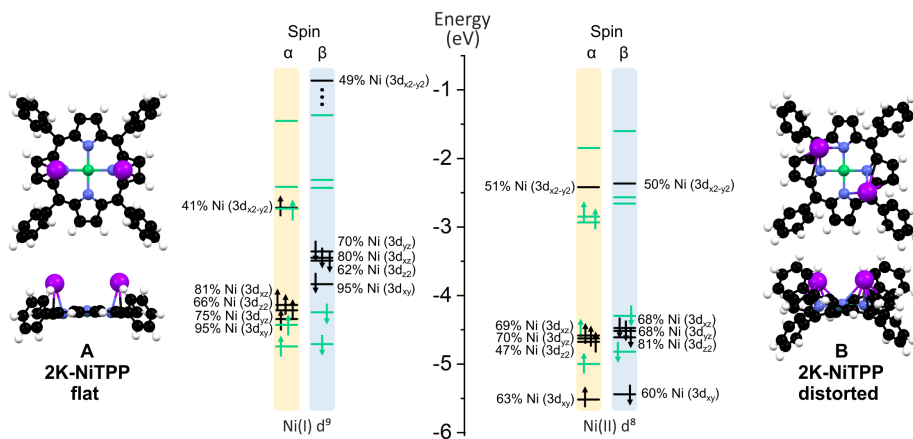 Spin
α β
Energy
(eV)
Spin
α β
-1
-2
-3
-4
-5
-6
49% Ni (3dx2-y2)
41% Ni (3dx2-y2)
70% Ni (3dyz)
80% Ni (3dxz)
62% Ni (3dz2)
95% Ni (3dxy)
81% Ni (3dxz)
66% Ni (3dz2)
75% Ni (3dyz)
95% Ni (3dxy)
Ni(I) d⁹
51% Ni (3dx2-y2)
50% Ni (3dx2-y2)
69% Ni (3dxz)
70% Ni (3dyz)
47% Ni (3dz2)
63% Ni (3dxy)
68% Ni (3dxz)
68% Ni (3dyz)
81% Ni (3dz2)
60% Ni (3dxy)
Ni(II) d⁸
A
2K-NiTPP
flat
B
2K-NiTPP
distorted